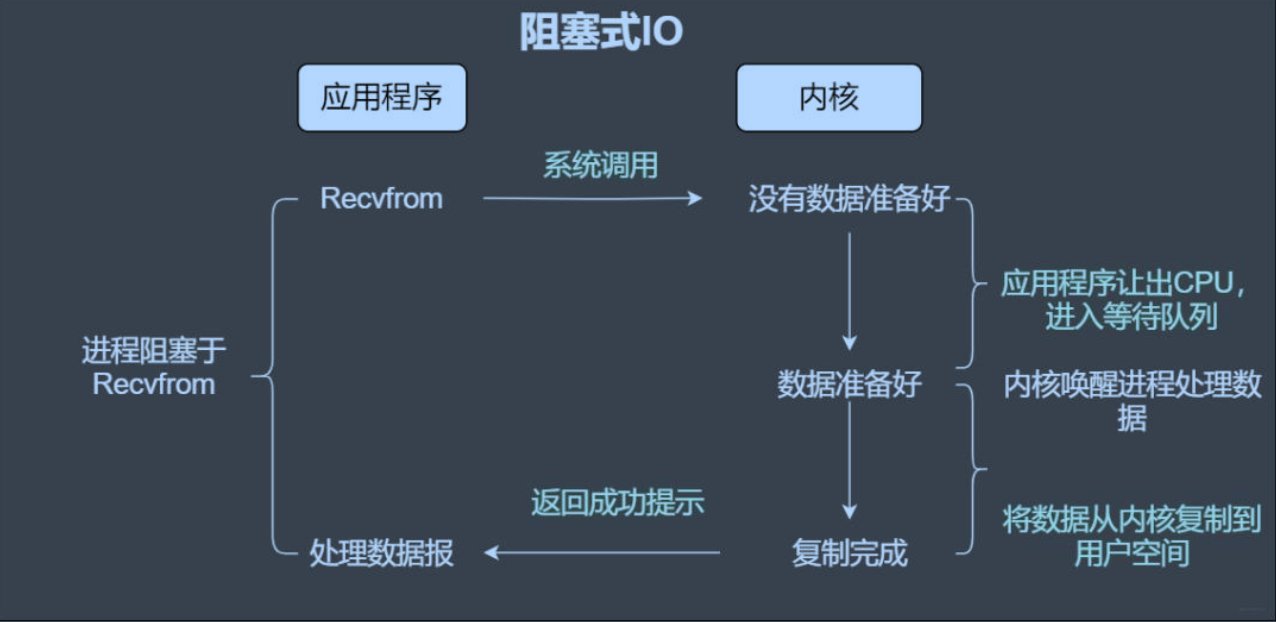 阻塞式IO
应用程序
内核
系统调用
Recvfrom
没有数据准备好
应用程序让出CPU，
进入等待队列
进程阻塞于
Recvfrom
数据准备好
内核唤醒进程处理数
据
返回成功提示
将数据从内核复制到
用户空间
处理数据报
复制完成